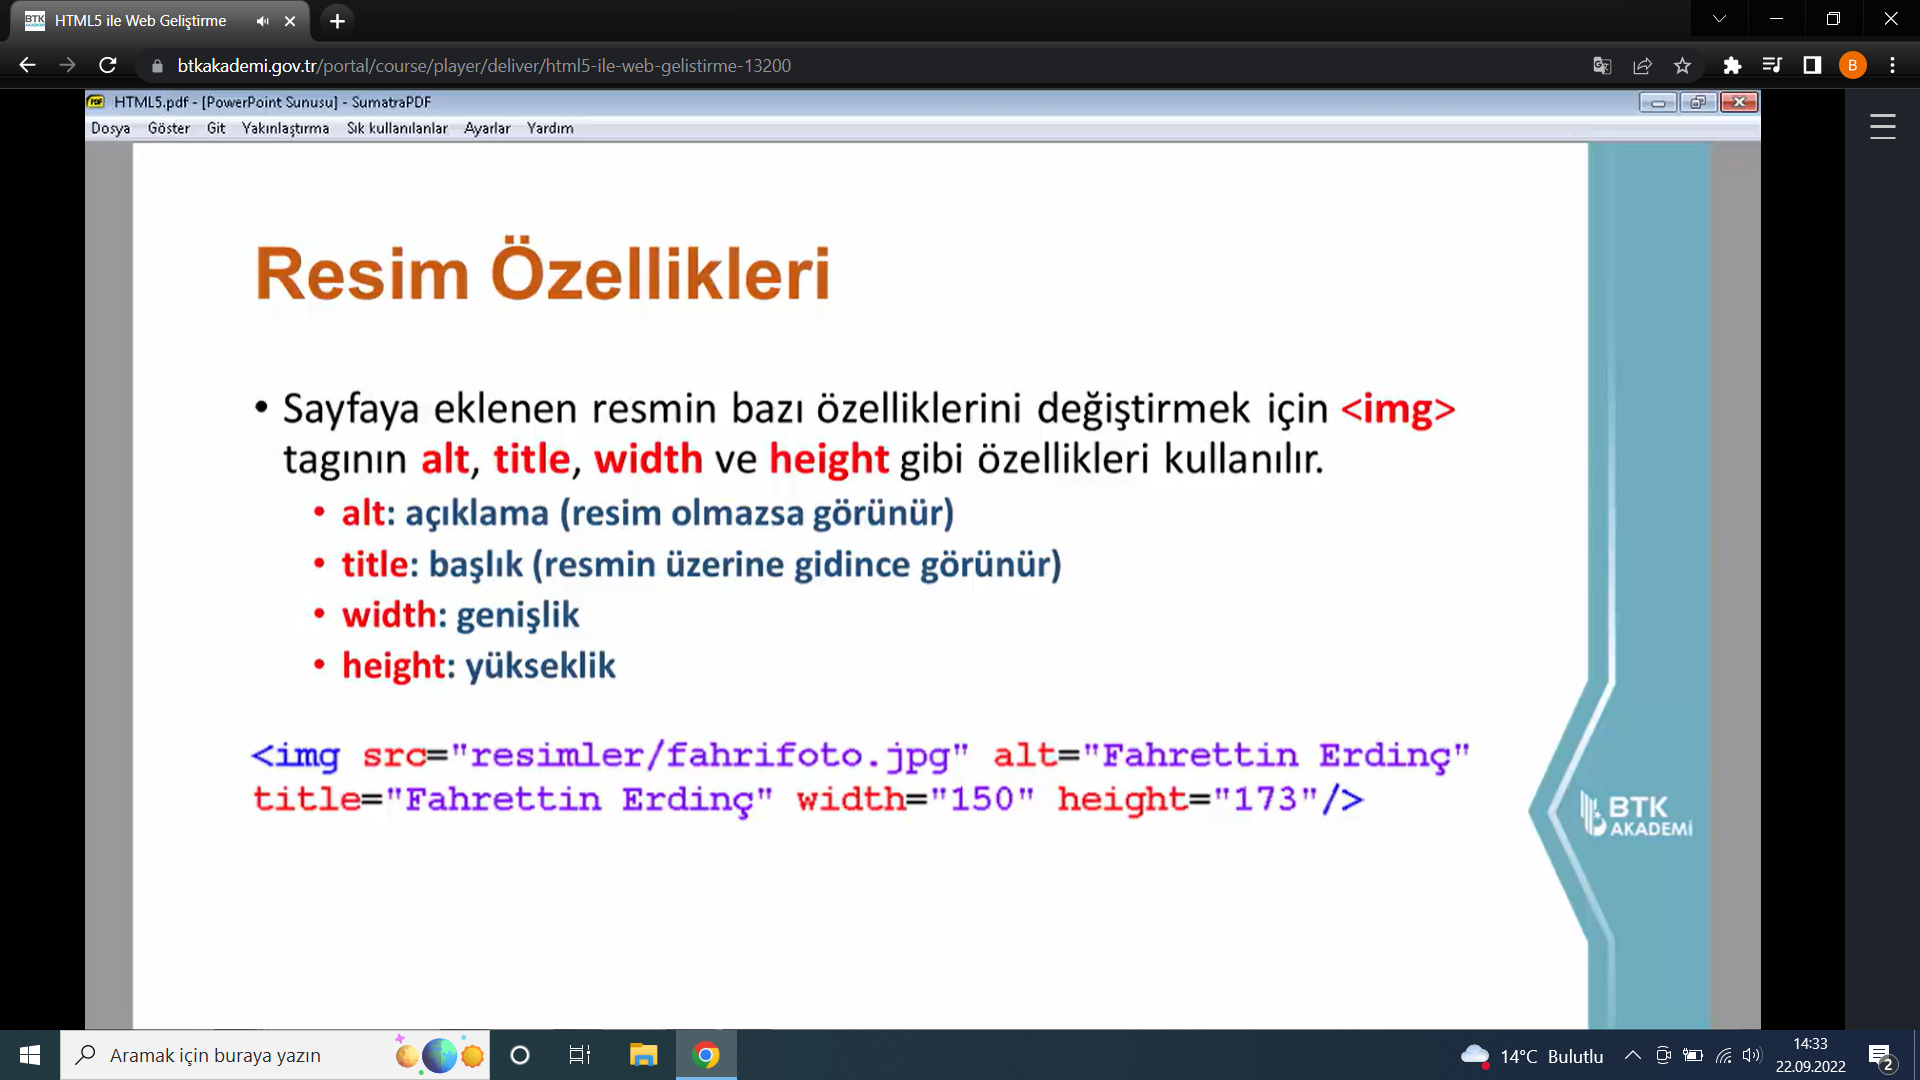 HTML5 ile Web Geliştirme
btkakademi.gov.tr/portal/course/player/deliver/html5-ile-web-gelistirme-13200
B
HTML5.pdf - [PowerPoint Sunusu] - SumatraPDF
Dosya Göster Git Yakınlaştırma Sık kullanılanlar Ayarlar Yardım
Resim Özellikleri
• Sayfaya eklenen resmin bazı özelliklerini değiştirmek için <img>
tagının alt, title, width ve height gibi özellikleri kullanılır.
• alt: açıklama (resim olmazsa görünür)
• title: başlık (resmin üzerine gidince görünür)
• width: genişlik
• height: yükseklik
<img src="resimler/fahrifoto.jpg" alt="Fahrettin Erdinç"
title="Fahrettin Erdinç" width="150" height="173"/>
BTK
AKADEMİ
Aramak için buraya yazın
14°C Bulutlu
14:33
22.09.2022
2